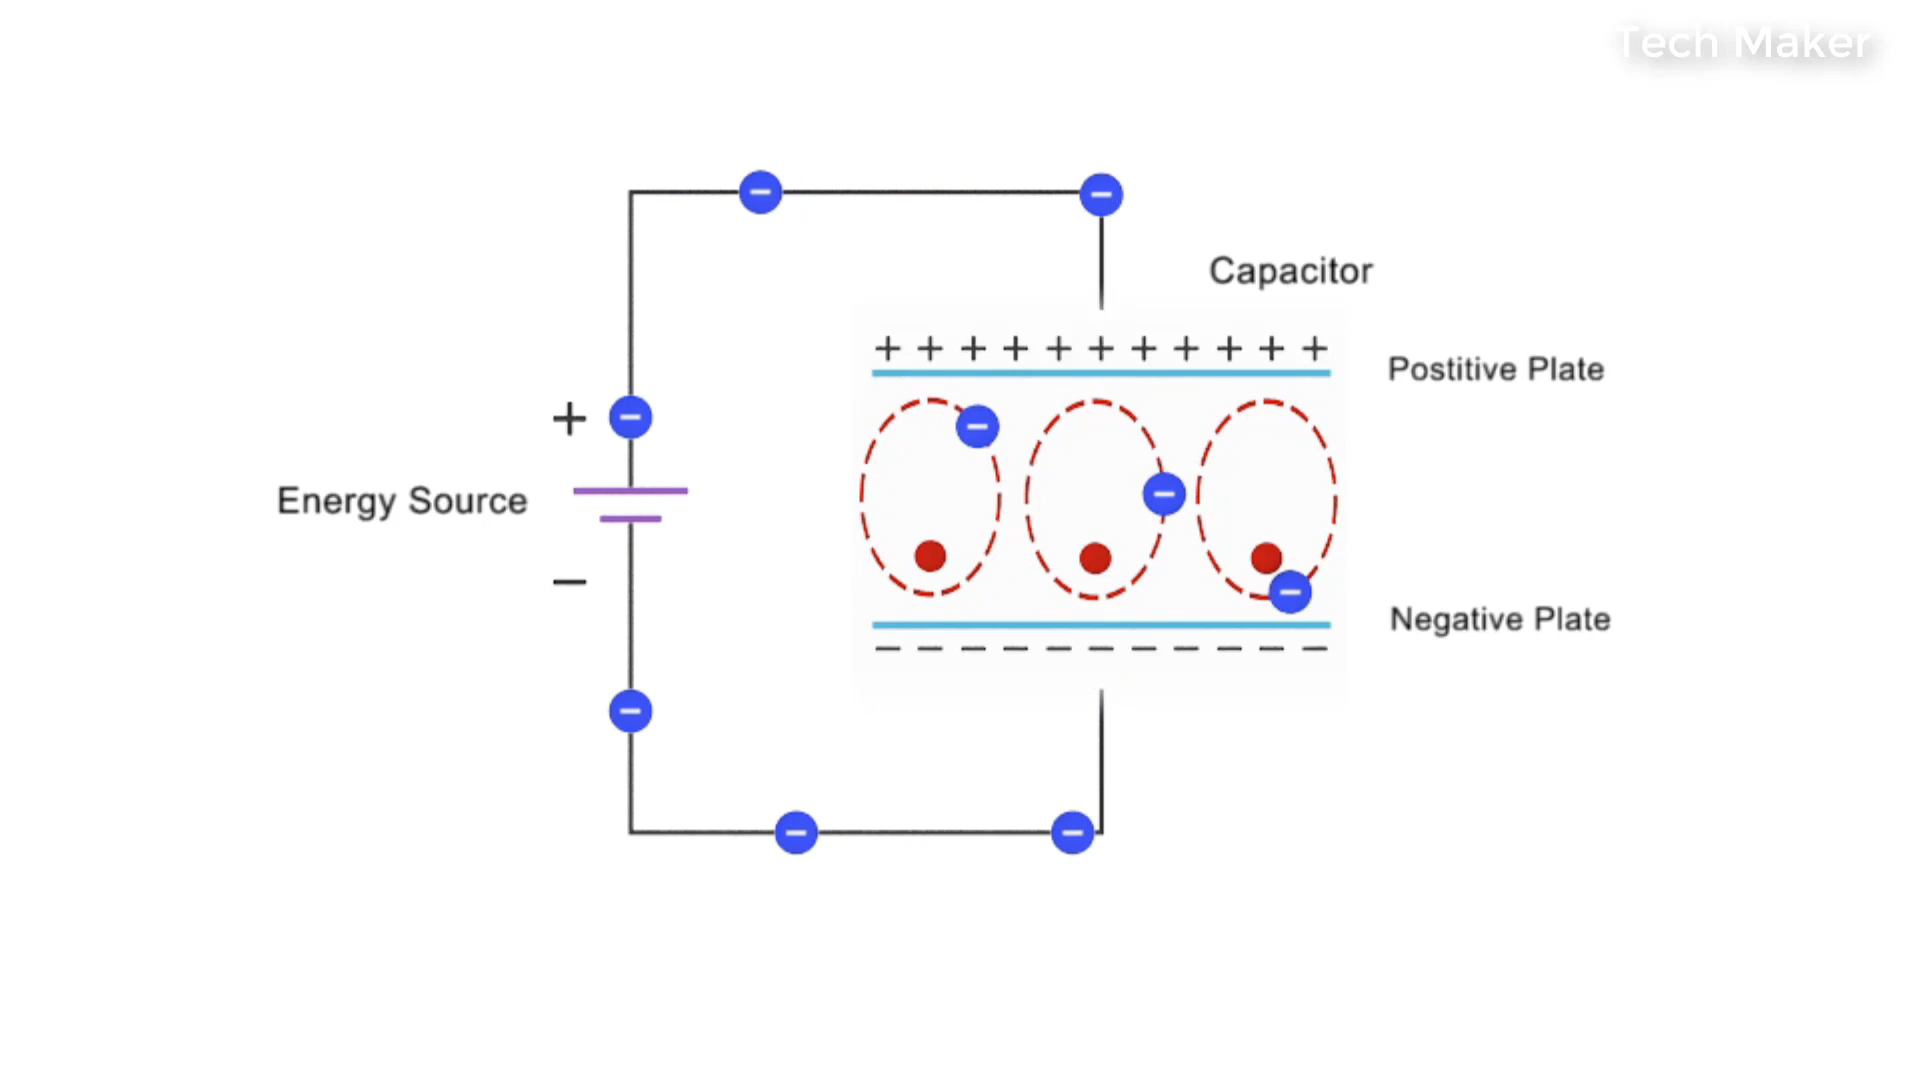 Tech Maker
Capacitor
+ + + + + + + + + + +
Postitive Plate
+
Energy Source
−
Negative Plate
− − − − − − − − − − −